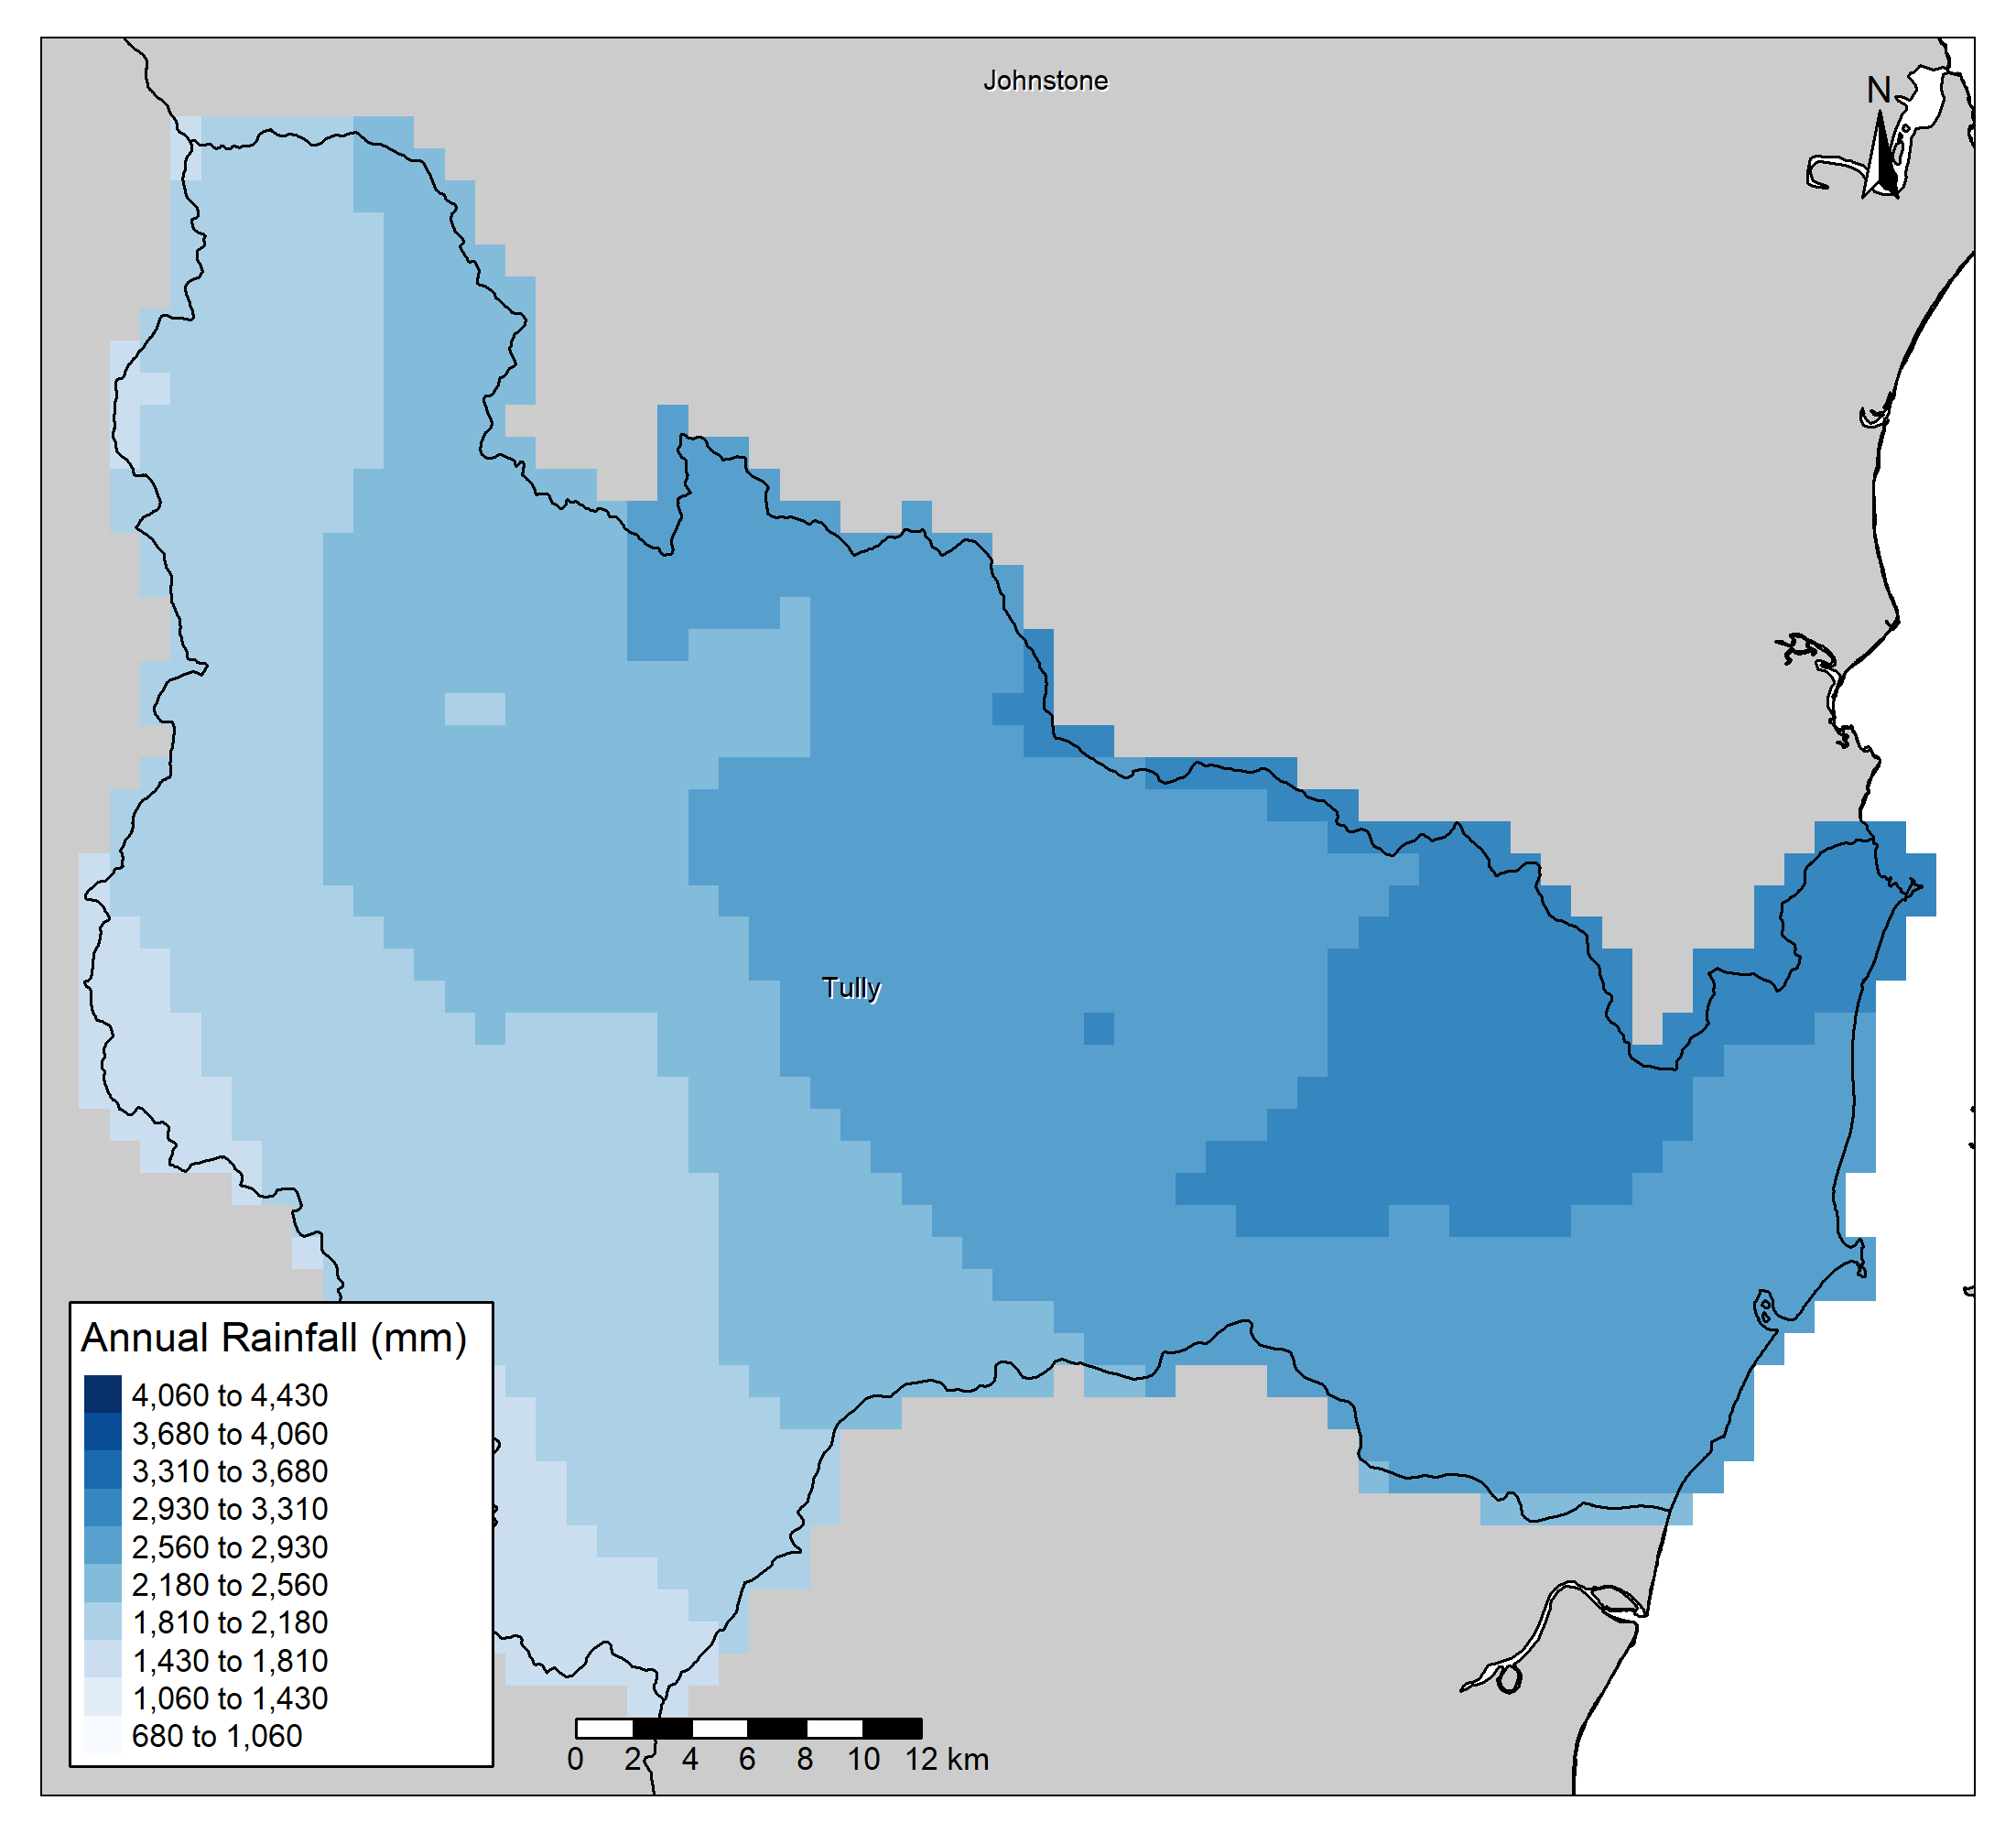 Johnstone
N
Tully
Annual Rainfall (mm)
4,060 to 4,430
3,680 to 4,060
3,310 to 3,680
2,930 to 3,310
2,560 to 2,930
2,180 to 2,560
1,810 to 2,180
1,430 to 1,810
1,060 to 1,430
680 to 1,060
0 2 4 6 8 10 12 km